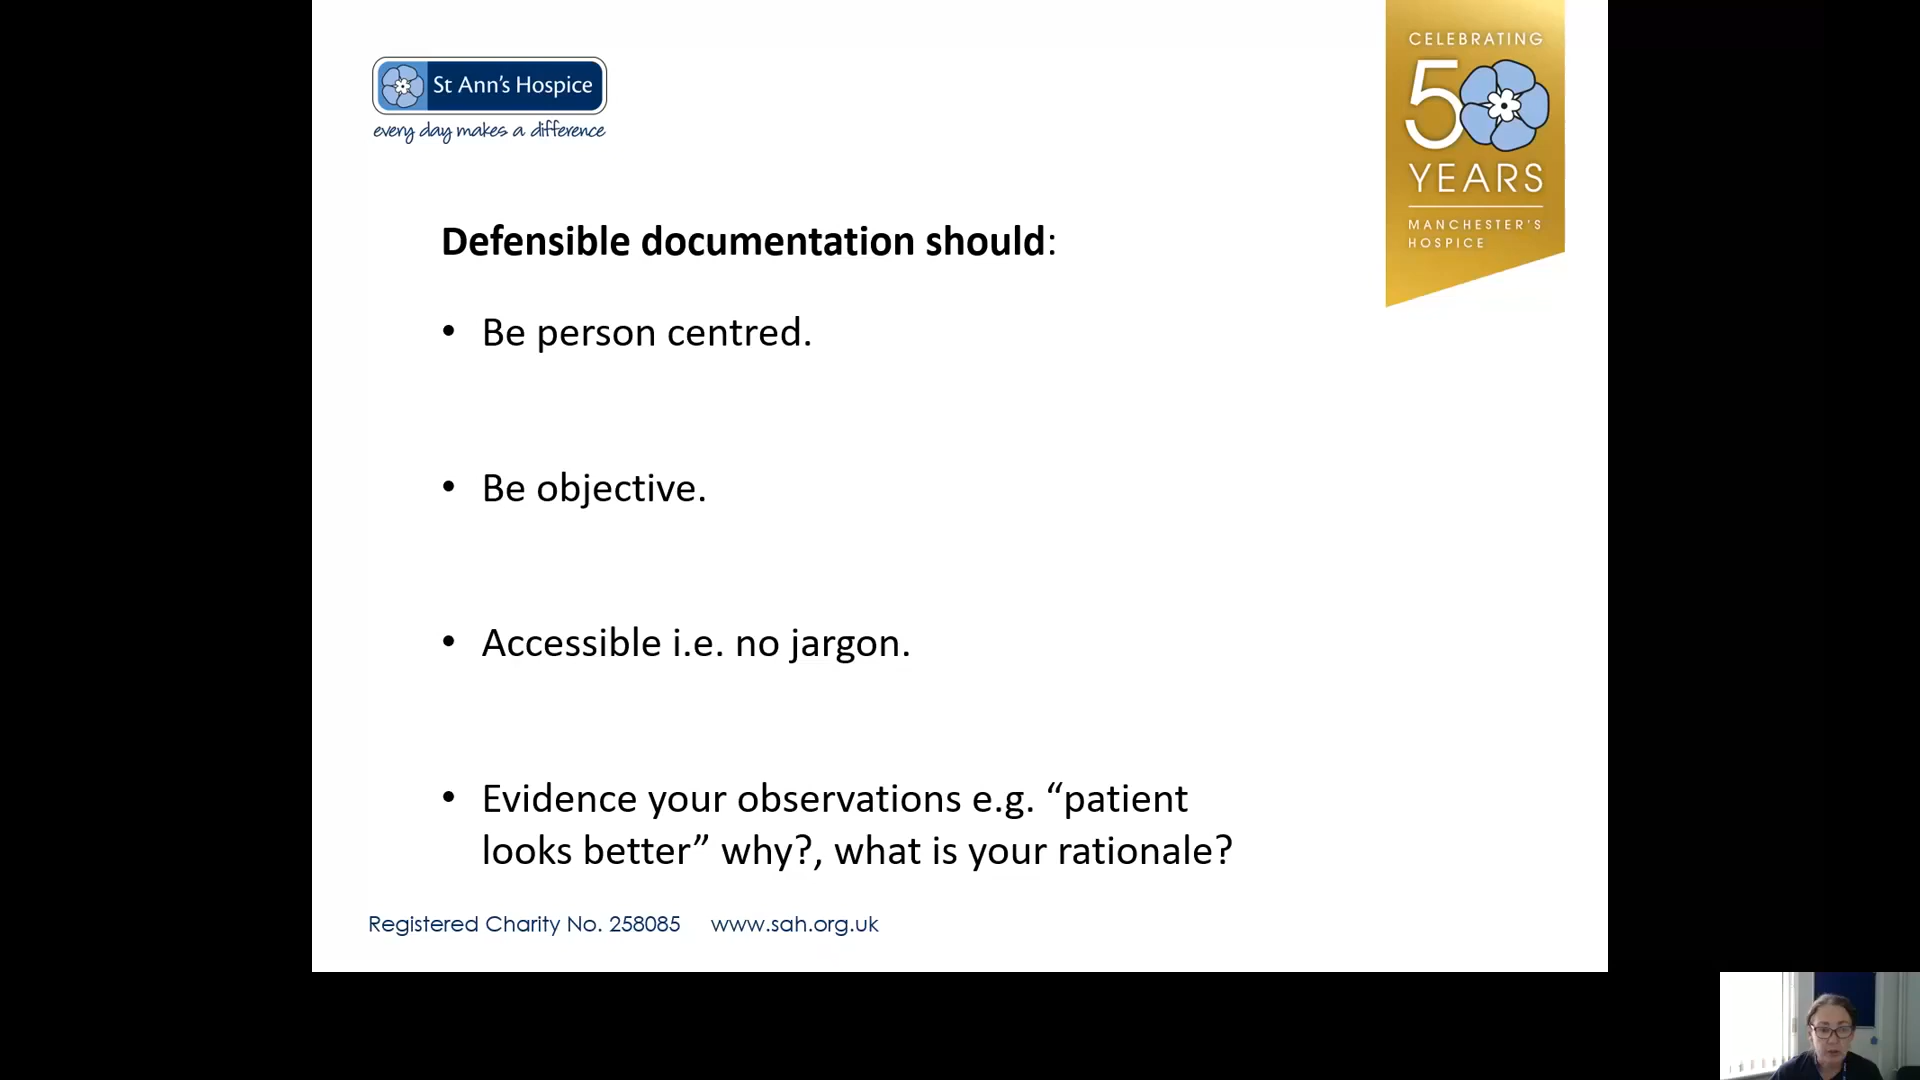 St Ann's Hospice
every day makes a difference
CELEBRATING
50
YEARS
MANCHESTER'S
HOSPICE
Defensible documentation should:
• Be person centred.
• Be objective.
• Accessible i.e. no jargon.
• Evidence your observations e.g. “patient
looks better” why?, what is your rationale?
Registered Charity No. 258085 www.sah.org.uk